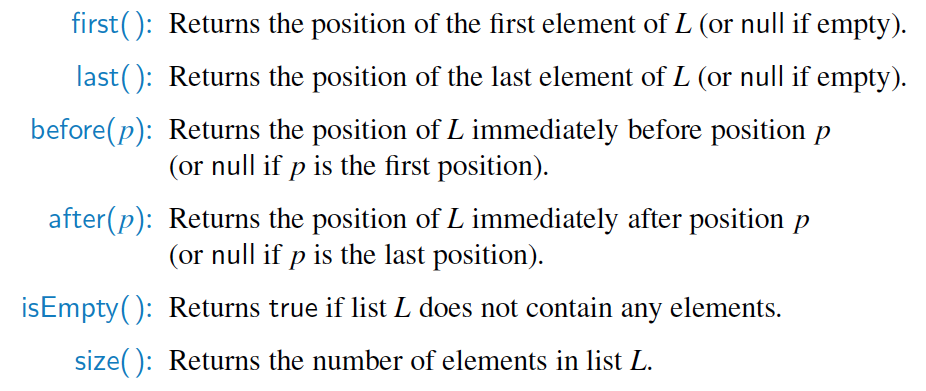 first( ): Returns the position of the first element of L (or null if empty).
last( ): Returns the position of the last element of L (or null if empty).
before(p): Returns the position of L immediately before position p
(or null if p is the first position).
after(p): Returns the position of L immediately after position p
(or null if p is the last position).
isEmpty( ): Returns true if list L does not contain any elements.
size( ): Returns the number of elements in list L.